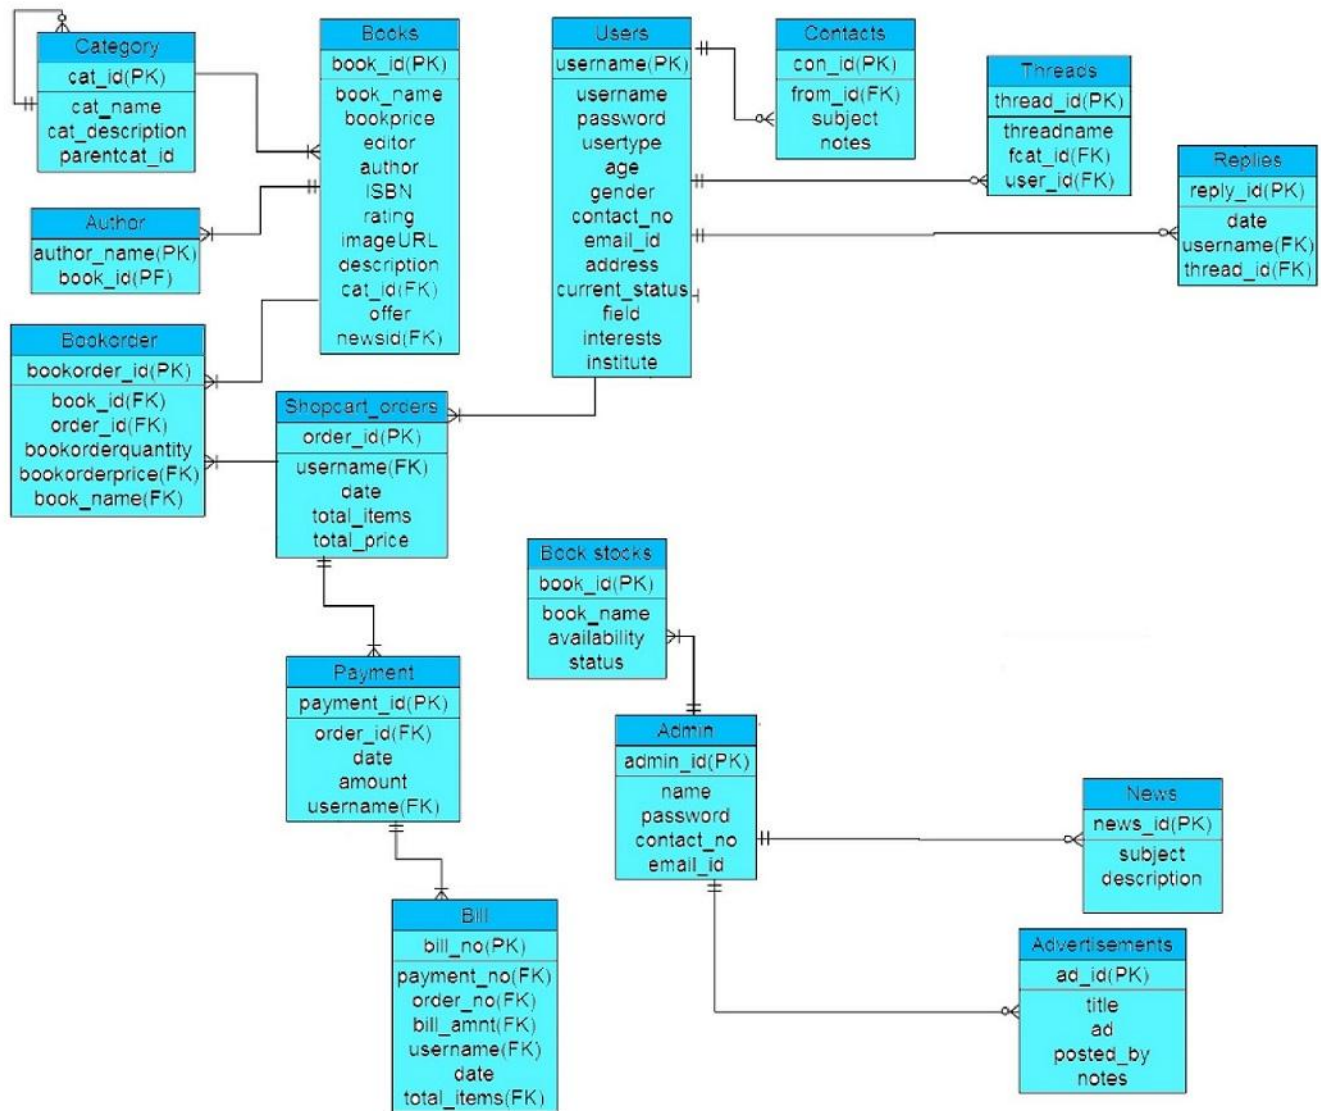 Category
cat_id(PK)
cat_name
cat_description
parentcat_id
Books
book_id(PK)
book_name
bookprice
editor
author
ISBN
rating
imageURL
description
cat_id(FK)
offer
newsid(FK)
Users
username(PK)
username
password
usertype
age
gender
contact_no
email_id
address
current_status
field
interests
institute
Contacts
con_id(PK)
from_id(FK)
subject
notes
Threads
thread_id(PK)
threadname
fcat_id(FK)
user_id(FK)
Replies
reply_id(PK)
date
username(FK)
thread_id(FK)
Author
author_name(PK)
book_id(PF)
Bookorder
bookorder_id(PK)
book_id(FK)
order_id(FK)
bookorderquantity
bookorderprice(FK)
book_name(FK)
Shopcart_orders
order_id(PK)
username(FK)
date
total_items
total_price
Book stocks
book_id(PK)
book_name
availability
status
Payment
payment_id(PK)
order_id(FK)
date
amount
username(FK)
Admin
admin_id(PK)
name
password
contact_no
email_id
News
news_id(PK)
subject
description
Bill
bill_no(PK)
payment_no(FK)
order_no(FK)
bill_amnt(FK)
username(FK)
date
total_items(FK)
Advertisements
ad_id(PK)
title
ad
posted_by
notes